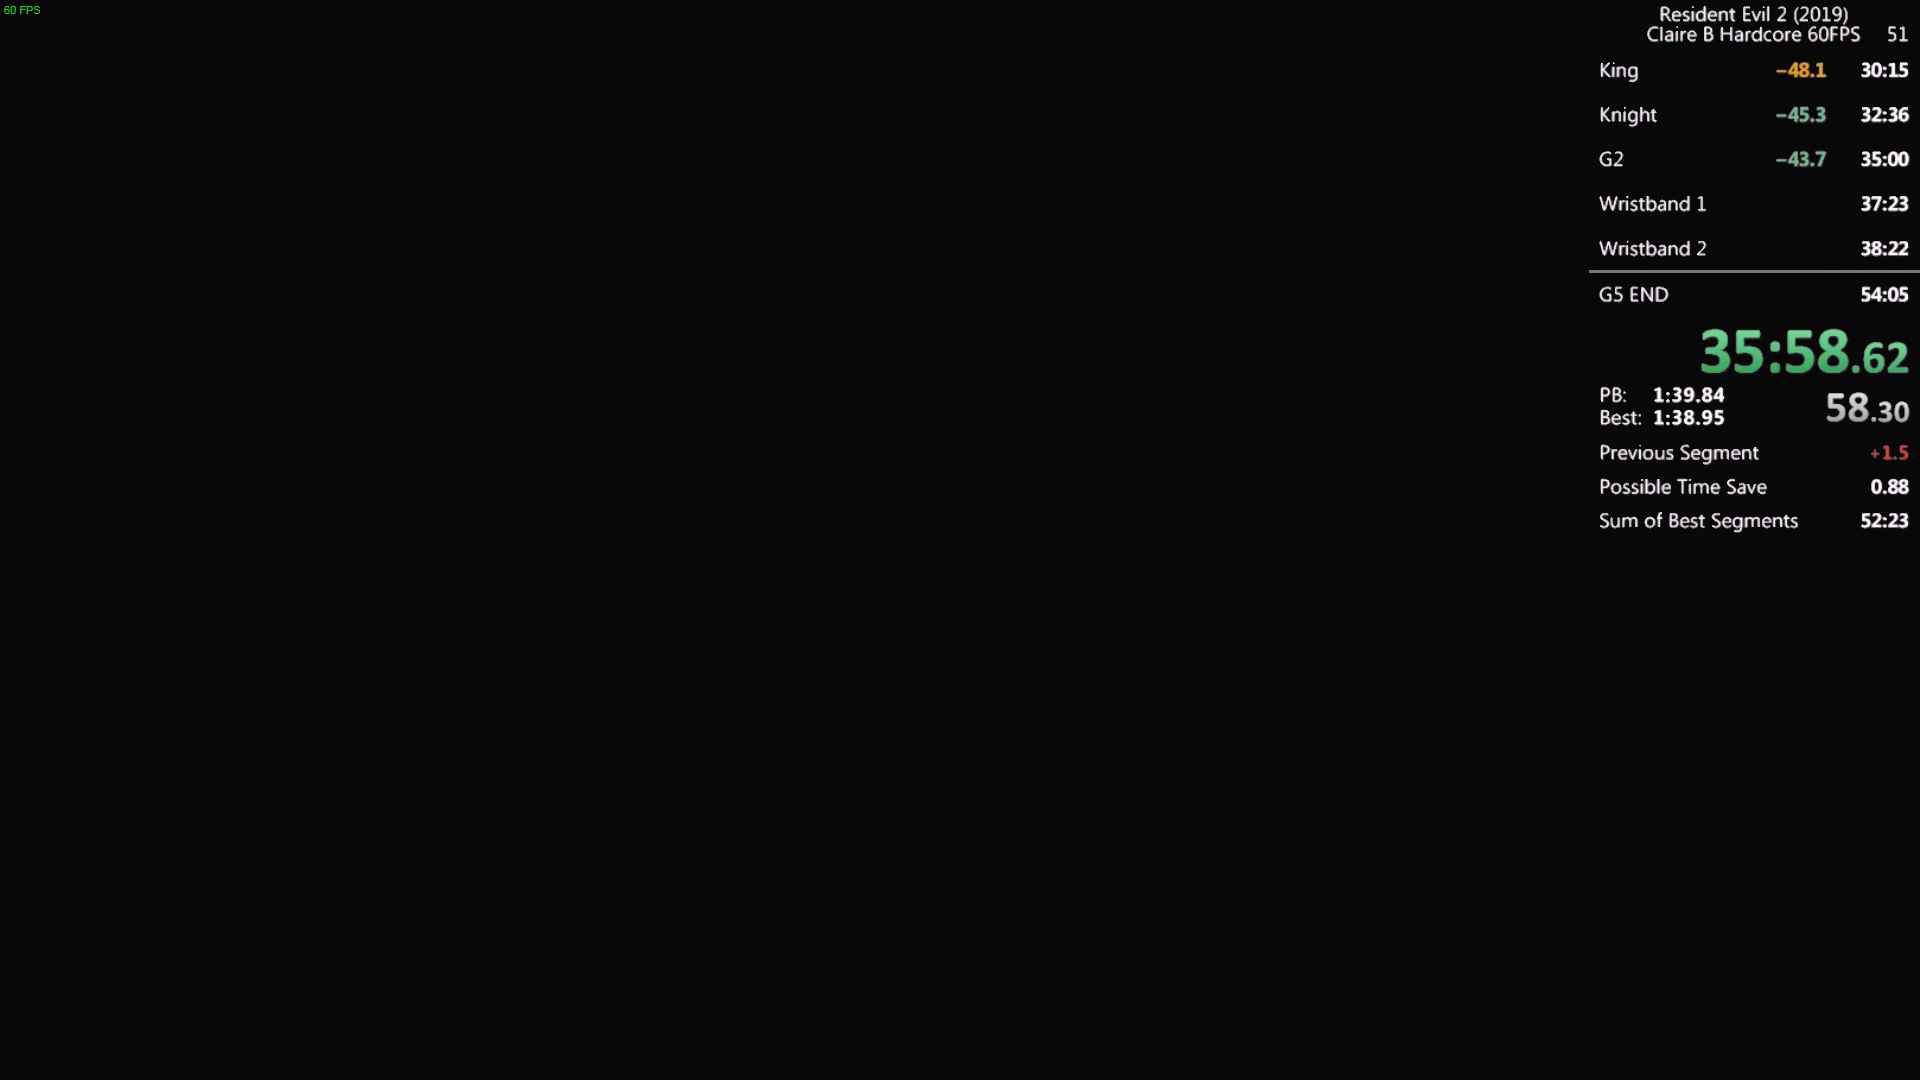 60 FPS
Resident Evil 2 (2019)
Claire B Hardcore 60FPS 51
King −48.1 30:15
Knight −45.3 32:36
G2 −43.7 35:00
Wristband 1 37:23
Wristband 2 38:22
G5 END 54:05
35:58.62
PB: 1:39.84
58.30
Best: 1:38.95
Previous Segment +1.5
Possible Time Save 0.88
Sum of Best Segments 52:23